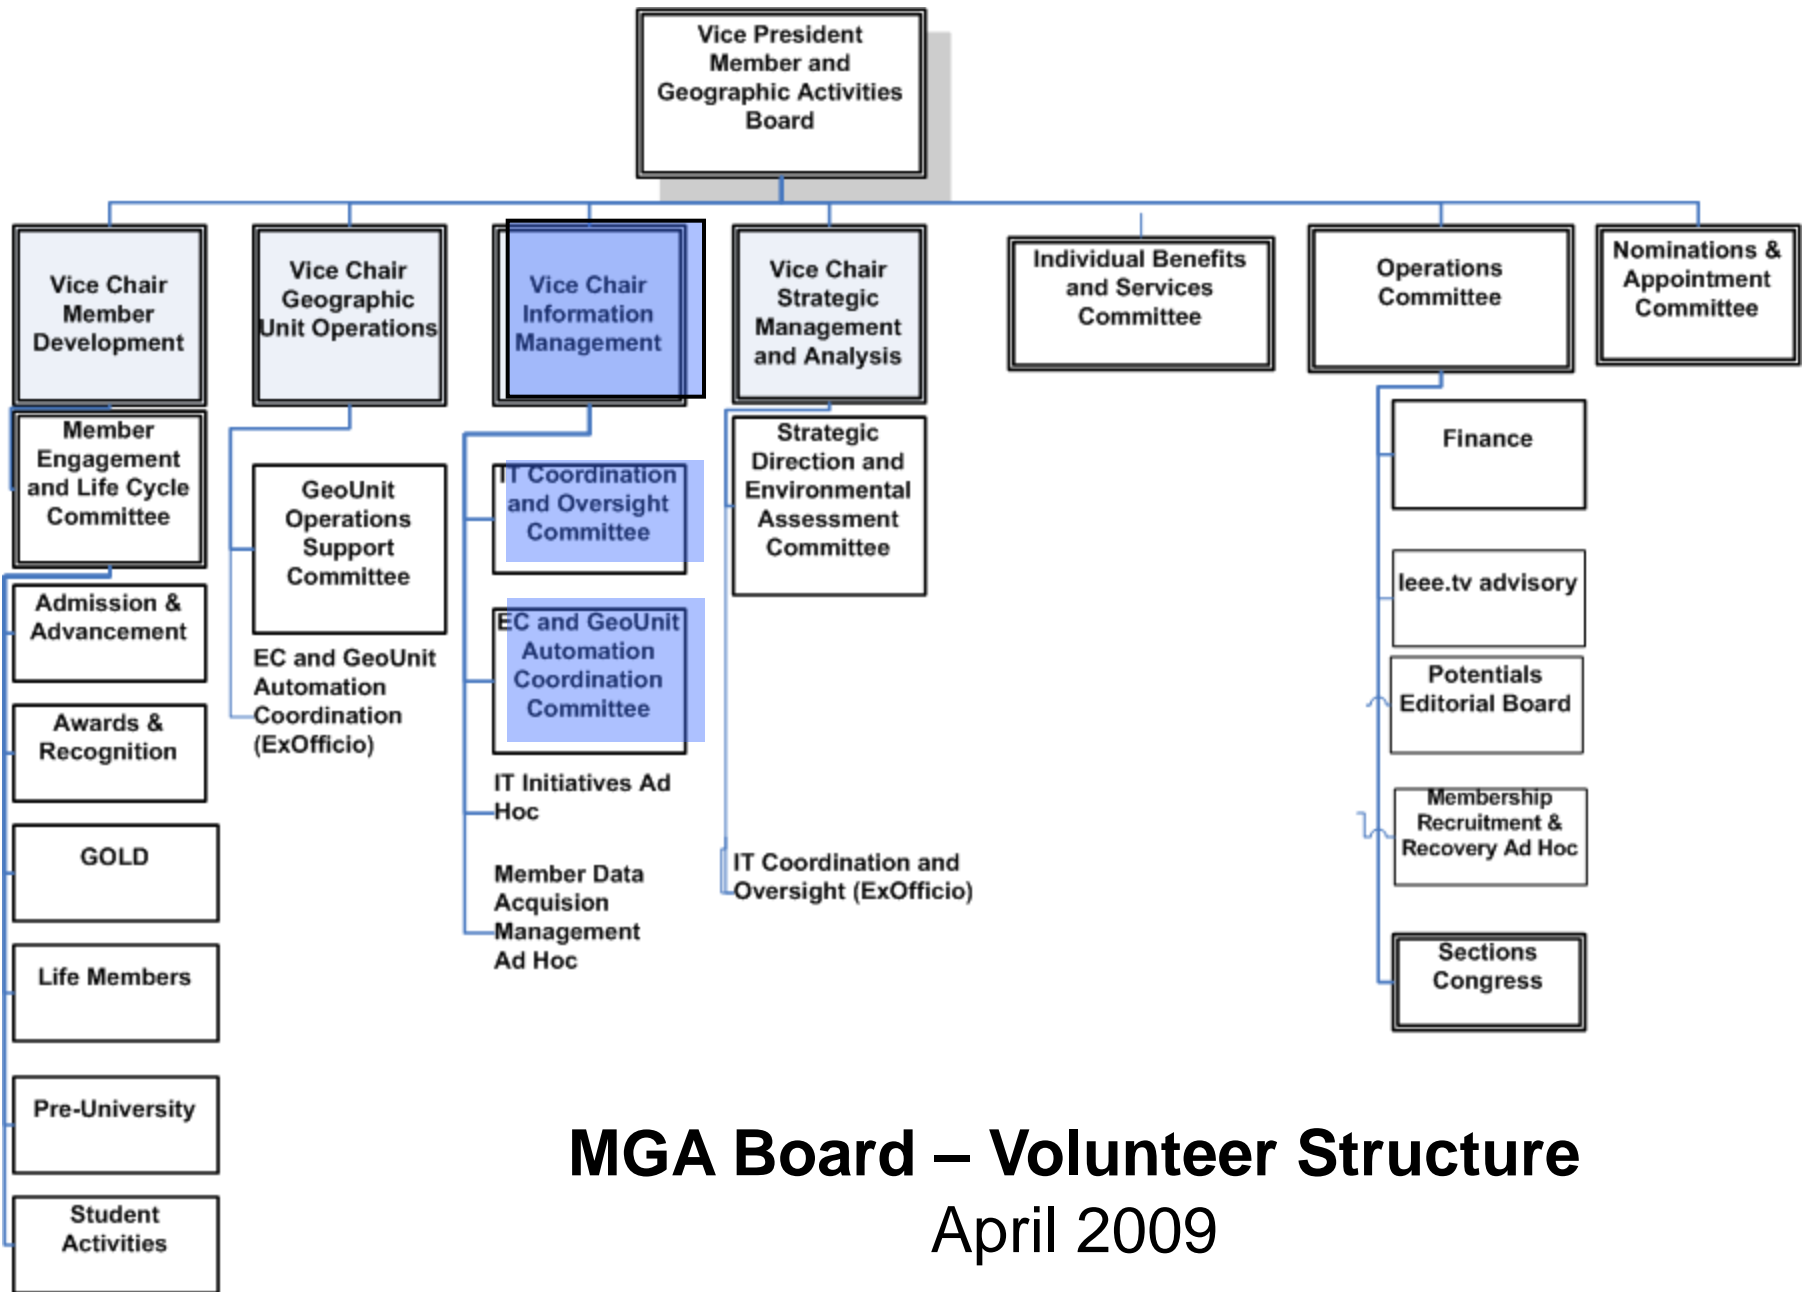 Vice President
Member and
Geographic Activities
Board
Vice Chair
Member
Development
Vice Chair
Geographic
Unit Operations
Vice Chair
Information
Management
Vice Chair
Strategic
Management
and Analysis
Individual Benefits
and Services
Committee
Operations
Committee
Nominations &
Appointment
Committee
Member
Engagement
and Life Cycle
Committee
Admission &
Advancement
Awards &
Recognition
GOLD
Life Members
Pre-University
Student
Activities
GeoUnit
Operations
Support
Committee
EC and GeoUnit
Automation
Coordination
(ExOfficio)
IT Coordination
and Oversight
Committee
EC and GeoUnit
Automation
Coordination
Committee
IT Initiatives Ad
Hoc
Member Data
Acquision
Management
Ad Hoc
Strategic
Direction and
Environmental
Assessment
Committee
IT Coordination and
Oversight (ExOfficio)
Finance
Ieee.tv advisory
Potentials
Editorial Board
Membership
Recruitment &
Recovery Ad Hoc
Sections
Congress
MGA Board – Volunteer Structure
April 2009